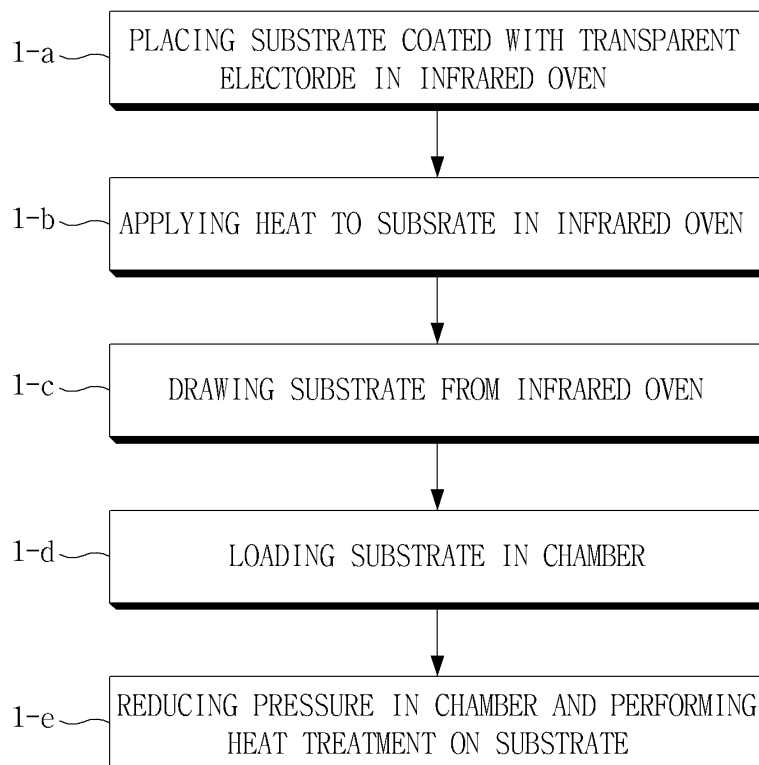 1-a
PLACING SUBSTRATE COATED WITH TRANSPARENT
ELECTORDE IN INFRARED OVEN
1-b
APPLYING HEAT TO SUBSRATE IN INFRARED OVEN
1-c
DRAWING SUBSTRATE FROM INFRARED OVEN
1-d
LOADING SUBSTRATE IN CHAMBER
1-e
REDUCING PRESSURE IN CHAMBER AND PERFORMING
HEAT TREATMENT ON SUBSTRATE